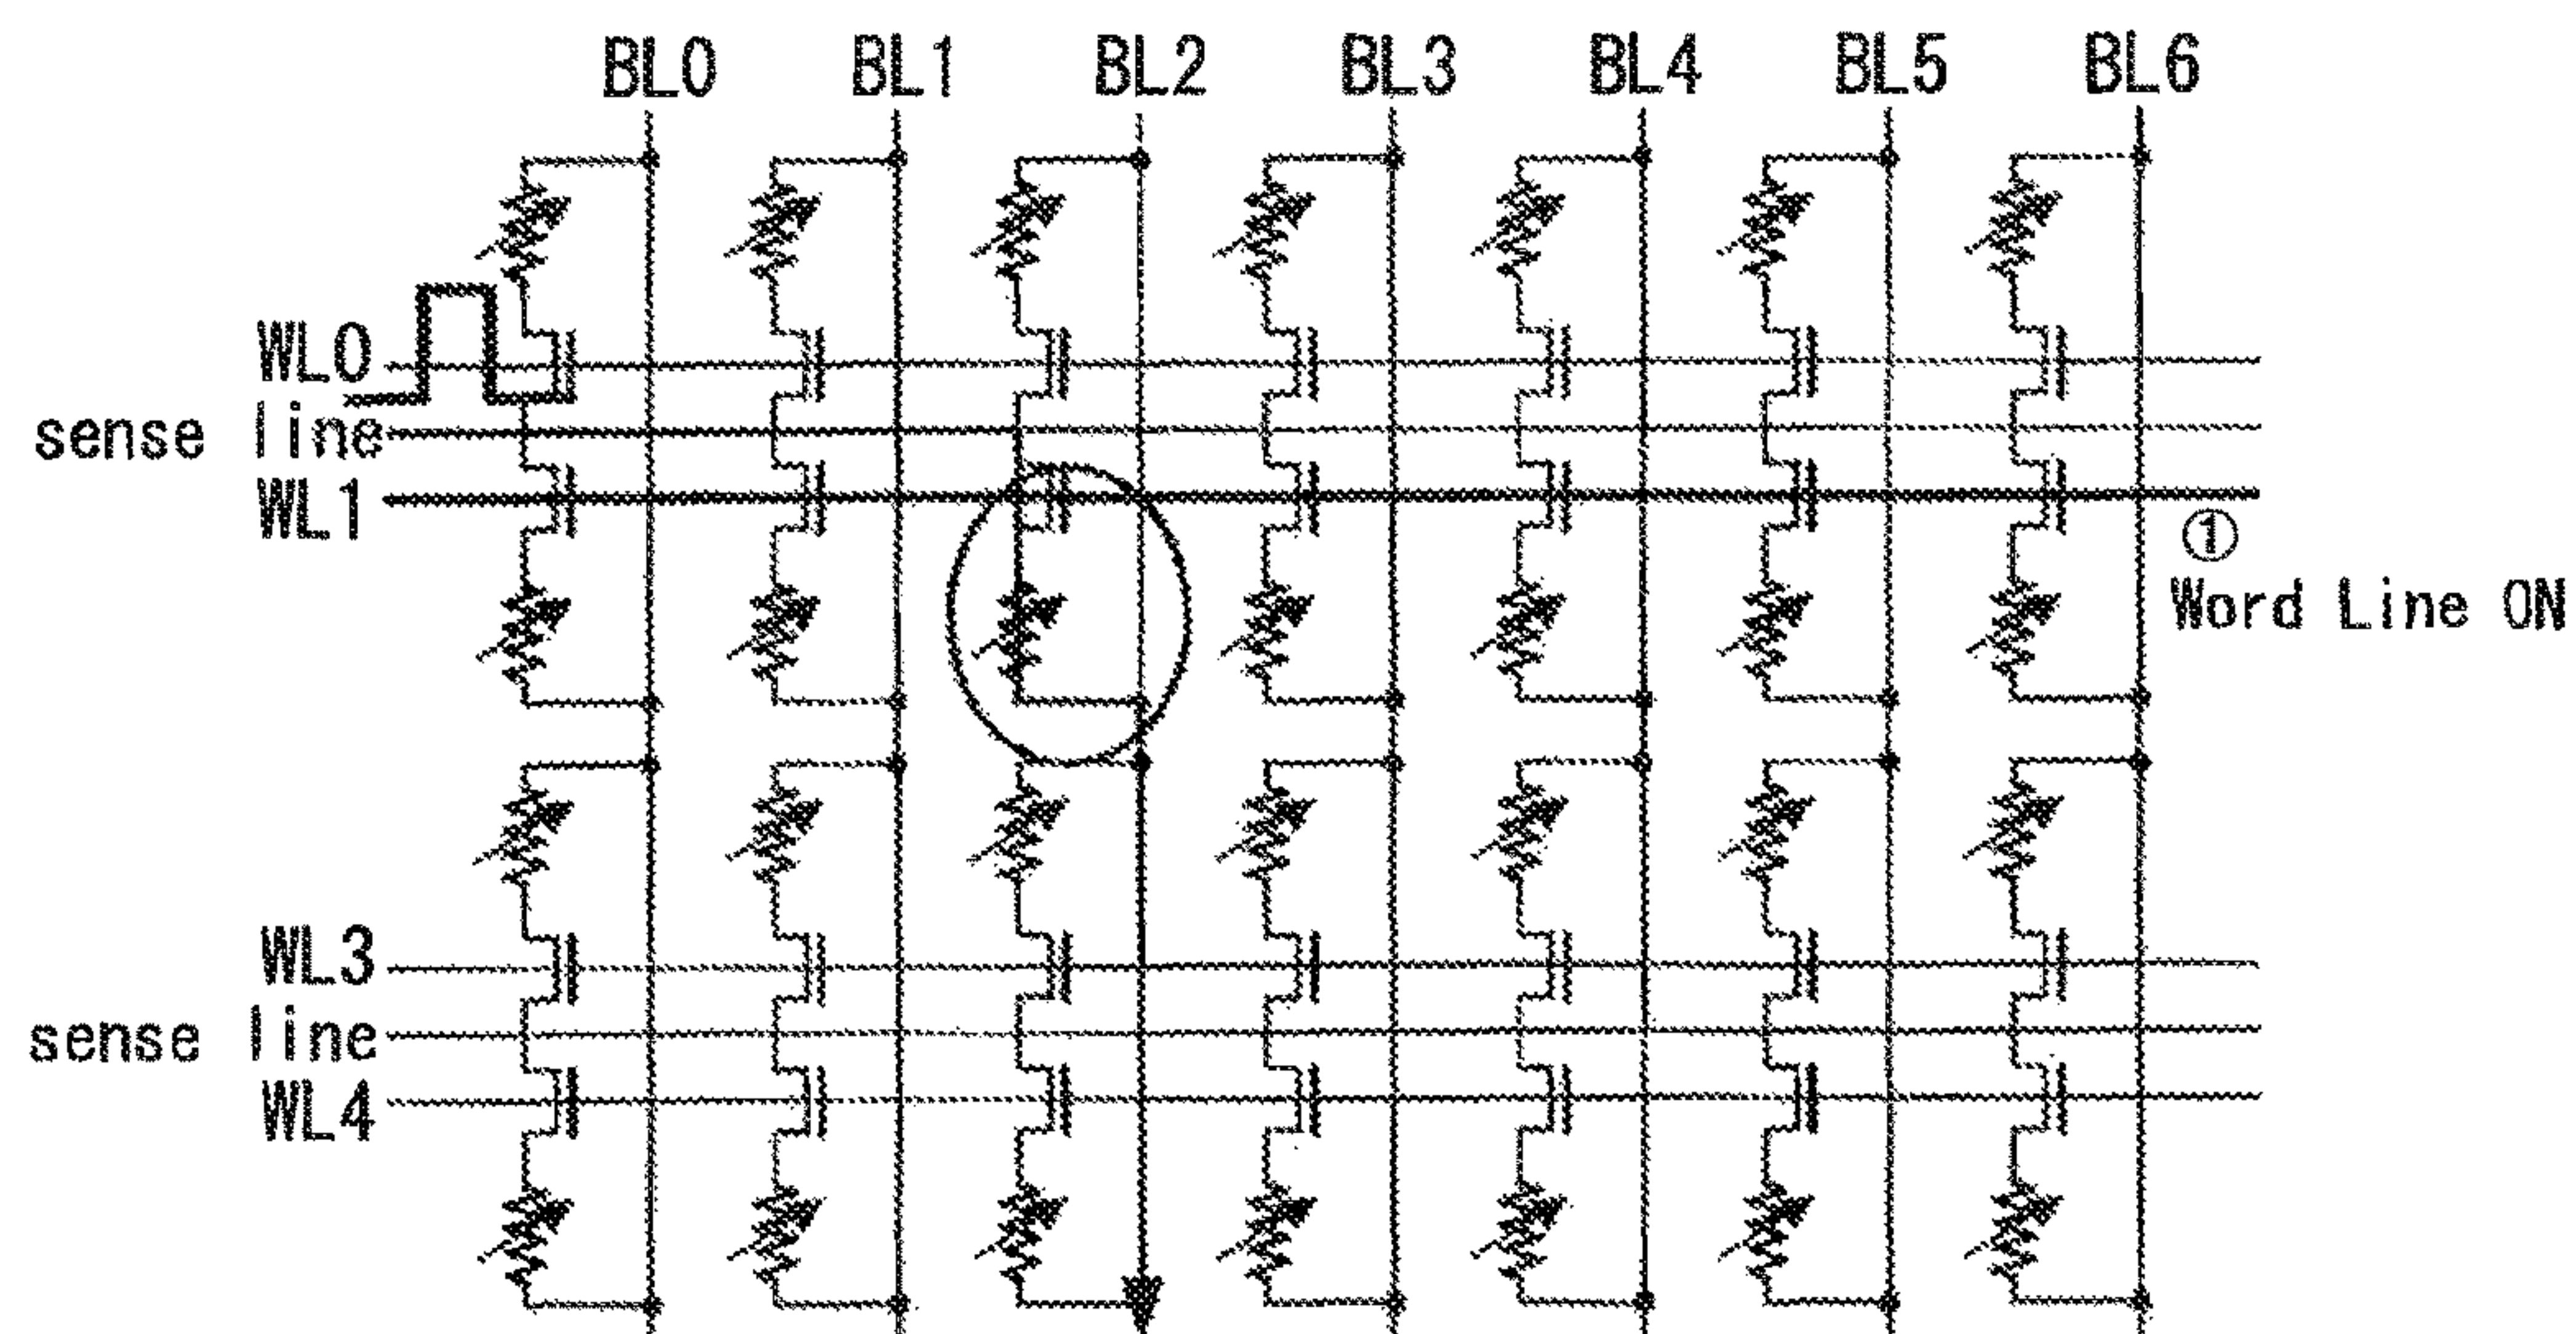 BL0 BL1 BL2 BL3 BL4 BL5 BL6
WL0
sense line
WL1
①
Word Line ON
WL3
sense line
WL4